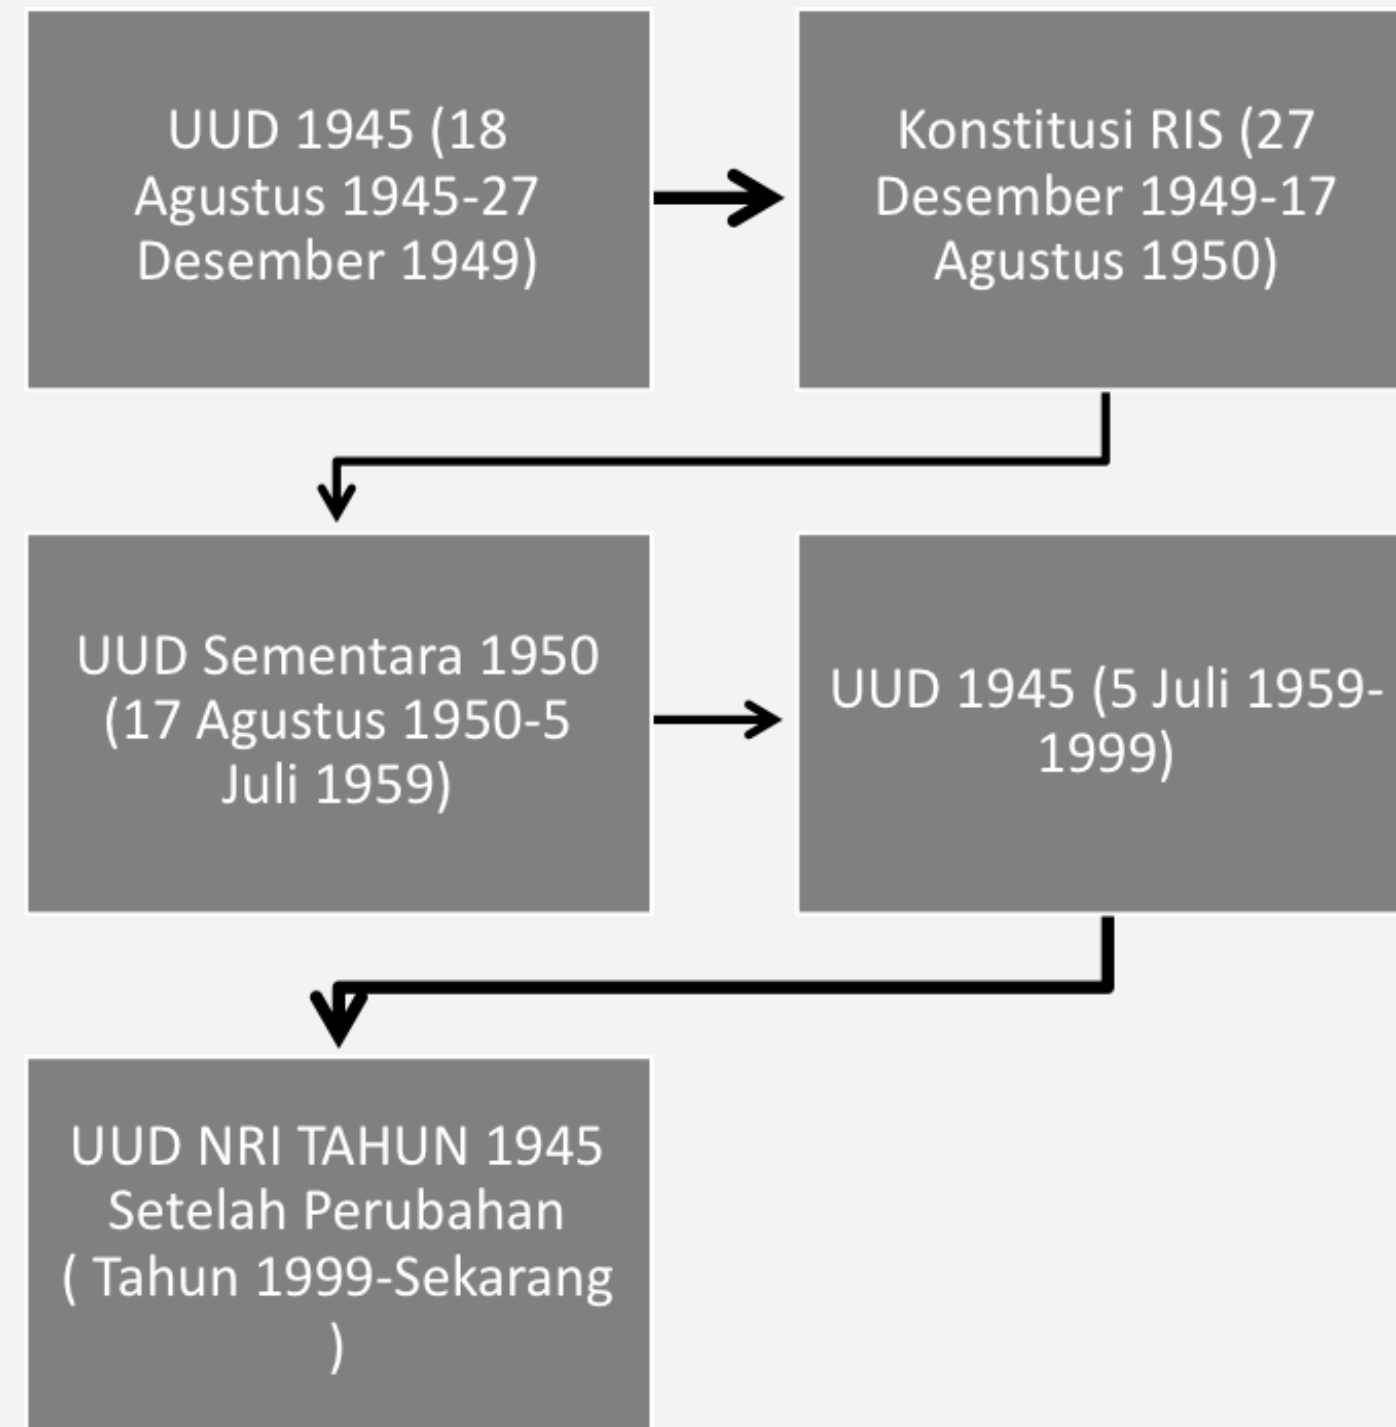 UUD 1945 (18
Agustus 1945-27
Desember 1949)
Konstitusi RIS (27
Desember 1949-17
Agustus 1950)
UUD Sementara 1950
(17 Agustus 1950-5
Juli 1959)
UUD 1945 (5 Juli 1959-
1999)
UUD NRI TAHUN 1945
Setelah Perubahan
( Tahun 1999-Sekarang
)